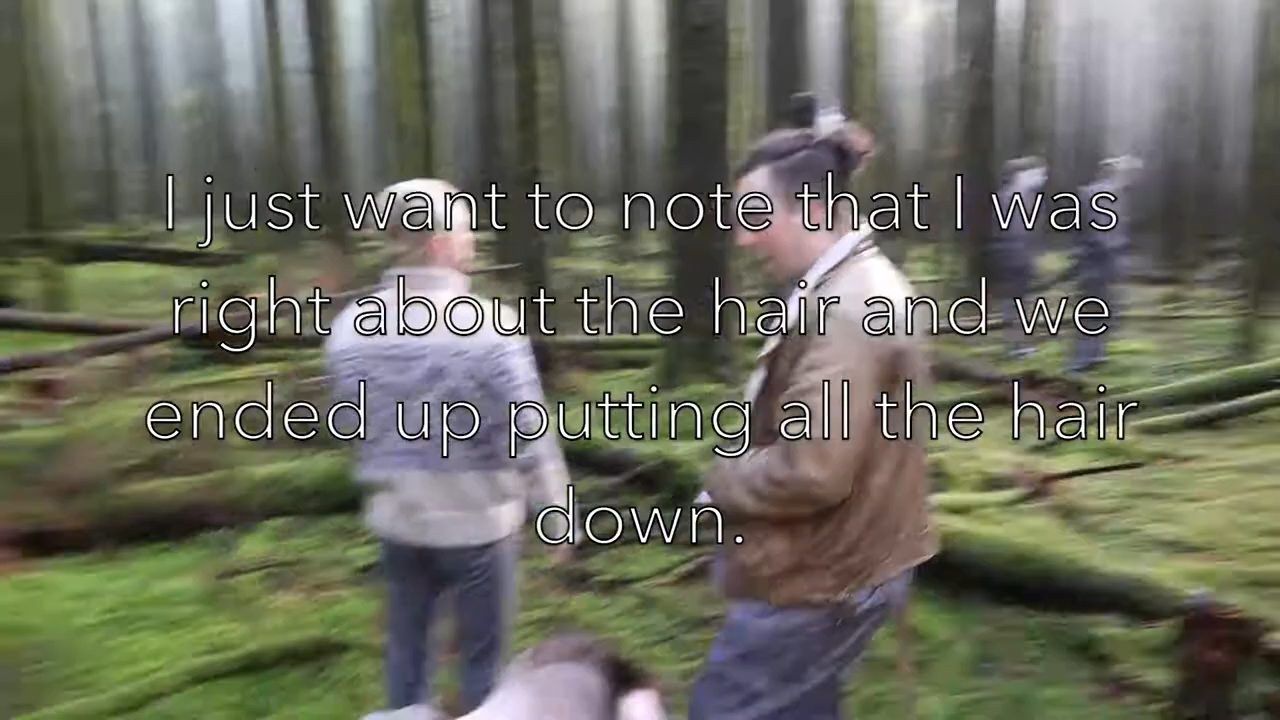 I just want to note that I was
right about the hair and we
ended up putting all the hair
down.